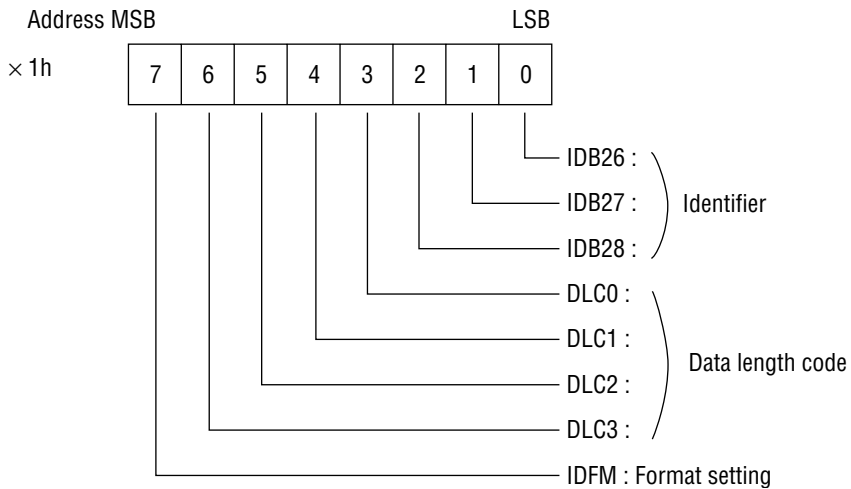 Address MSB LSB
× 1h 7 6 5 4 3 2 1 0
IDB26 :
IDB27 : Identifier
IDB28 :
DLC0 :
DLC1 :
Data length code
DLC2 :
DLC3 :
IDFM : Format setting